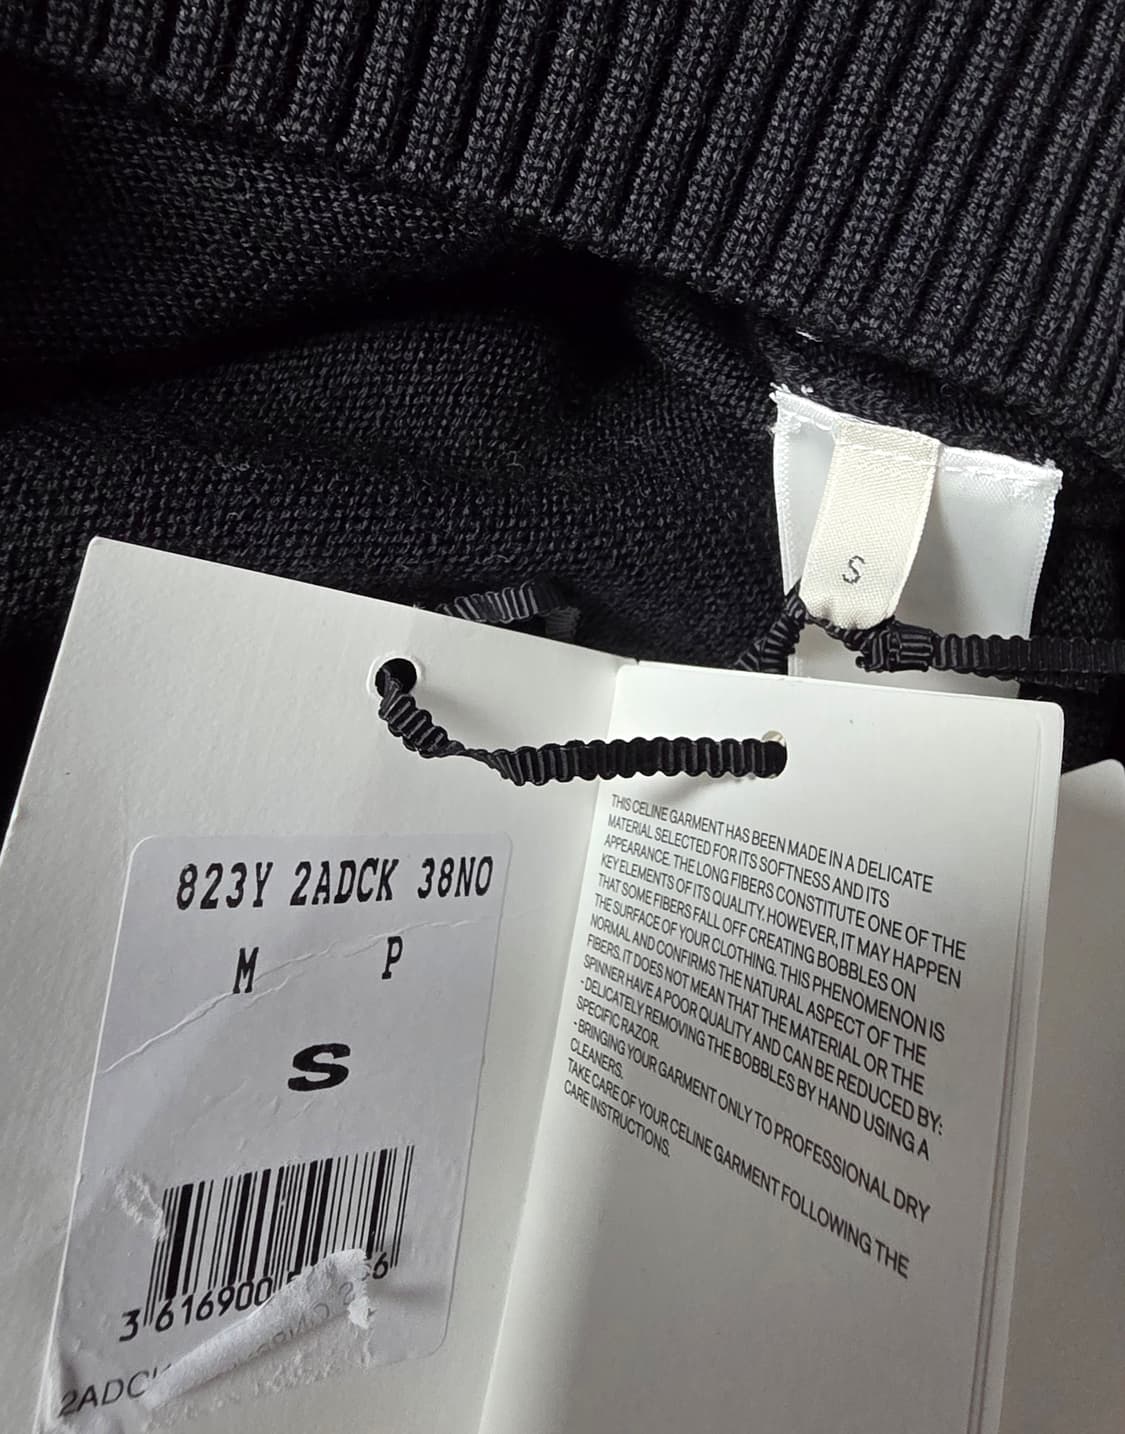 S
823Y 2ADCK 38NO
M P
S
3 616900 6
2ADCK
THIS CELINE GARMENT HAS BEEN MADE IN A DELICATE
MATERIAL SELECTED FOR ITS SOFTNESS AND ITS
APPEARANCE. THE LONG FIBERS CONSTITUTE ONE OF THE
KEY ELEMENTS OF ITS QUALITY. HOWEVER, IT MAY HAPPEN
THAT SOME FIBERS FALL OFF CREATING BOBBLES ON
THE SURFACE OF YOUR CLOTHING. THIS PHENOMENON IS
NORMAL AND CONFIRMS THE NATURAL ASPECT OF THE
FIBERS. IT DOES NOT MEAN THAT THE MATERIAL OR THE
SPINNER HAVE A POOR QUALITY AND CAN BE REDUCED BY:
- DELICATELY REMOVING THE BOBBLES BY HAND USING A
SPECIFIC RAZOR.
- BRINGING YOUR GARMENT ONLY TO PROFESSIONAL DRY
CLEANERS.
TAKE CARE OF YOUR CELINE GARMENT FOLLOWING THE
CARE INSTRUCTIONS.